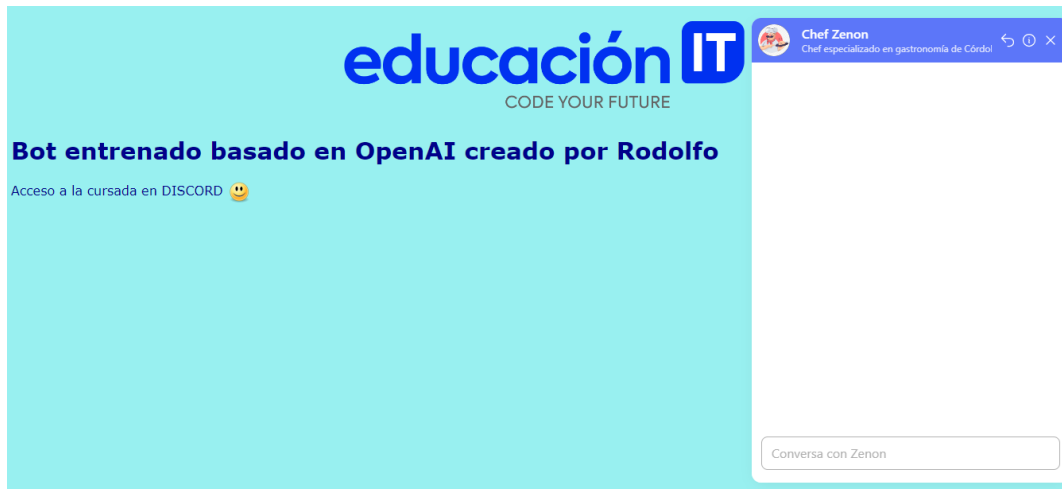 educación IT
CODE YOUR FUTURE
Bot entrenado basado en OpenAI creado por Rodolfo
Acceso a la cursada en DISCORD
Chef Zenon
Chef especializado en gastronomía de Córdol
Conversa con Zenon